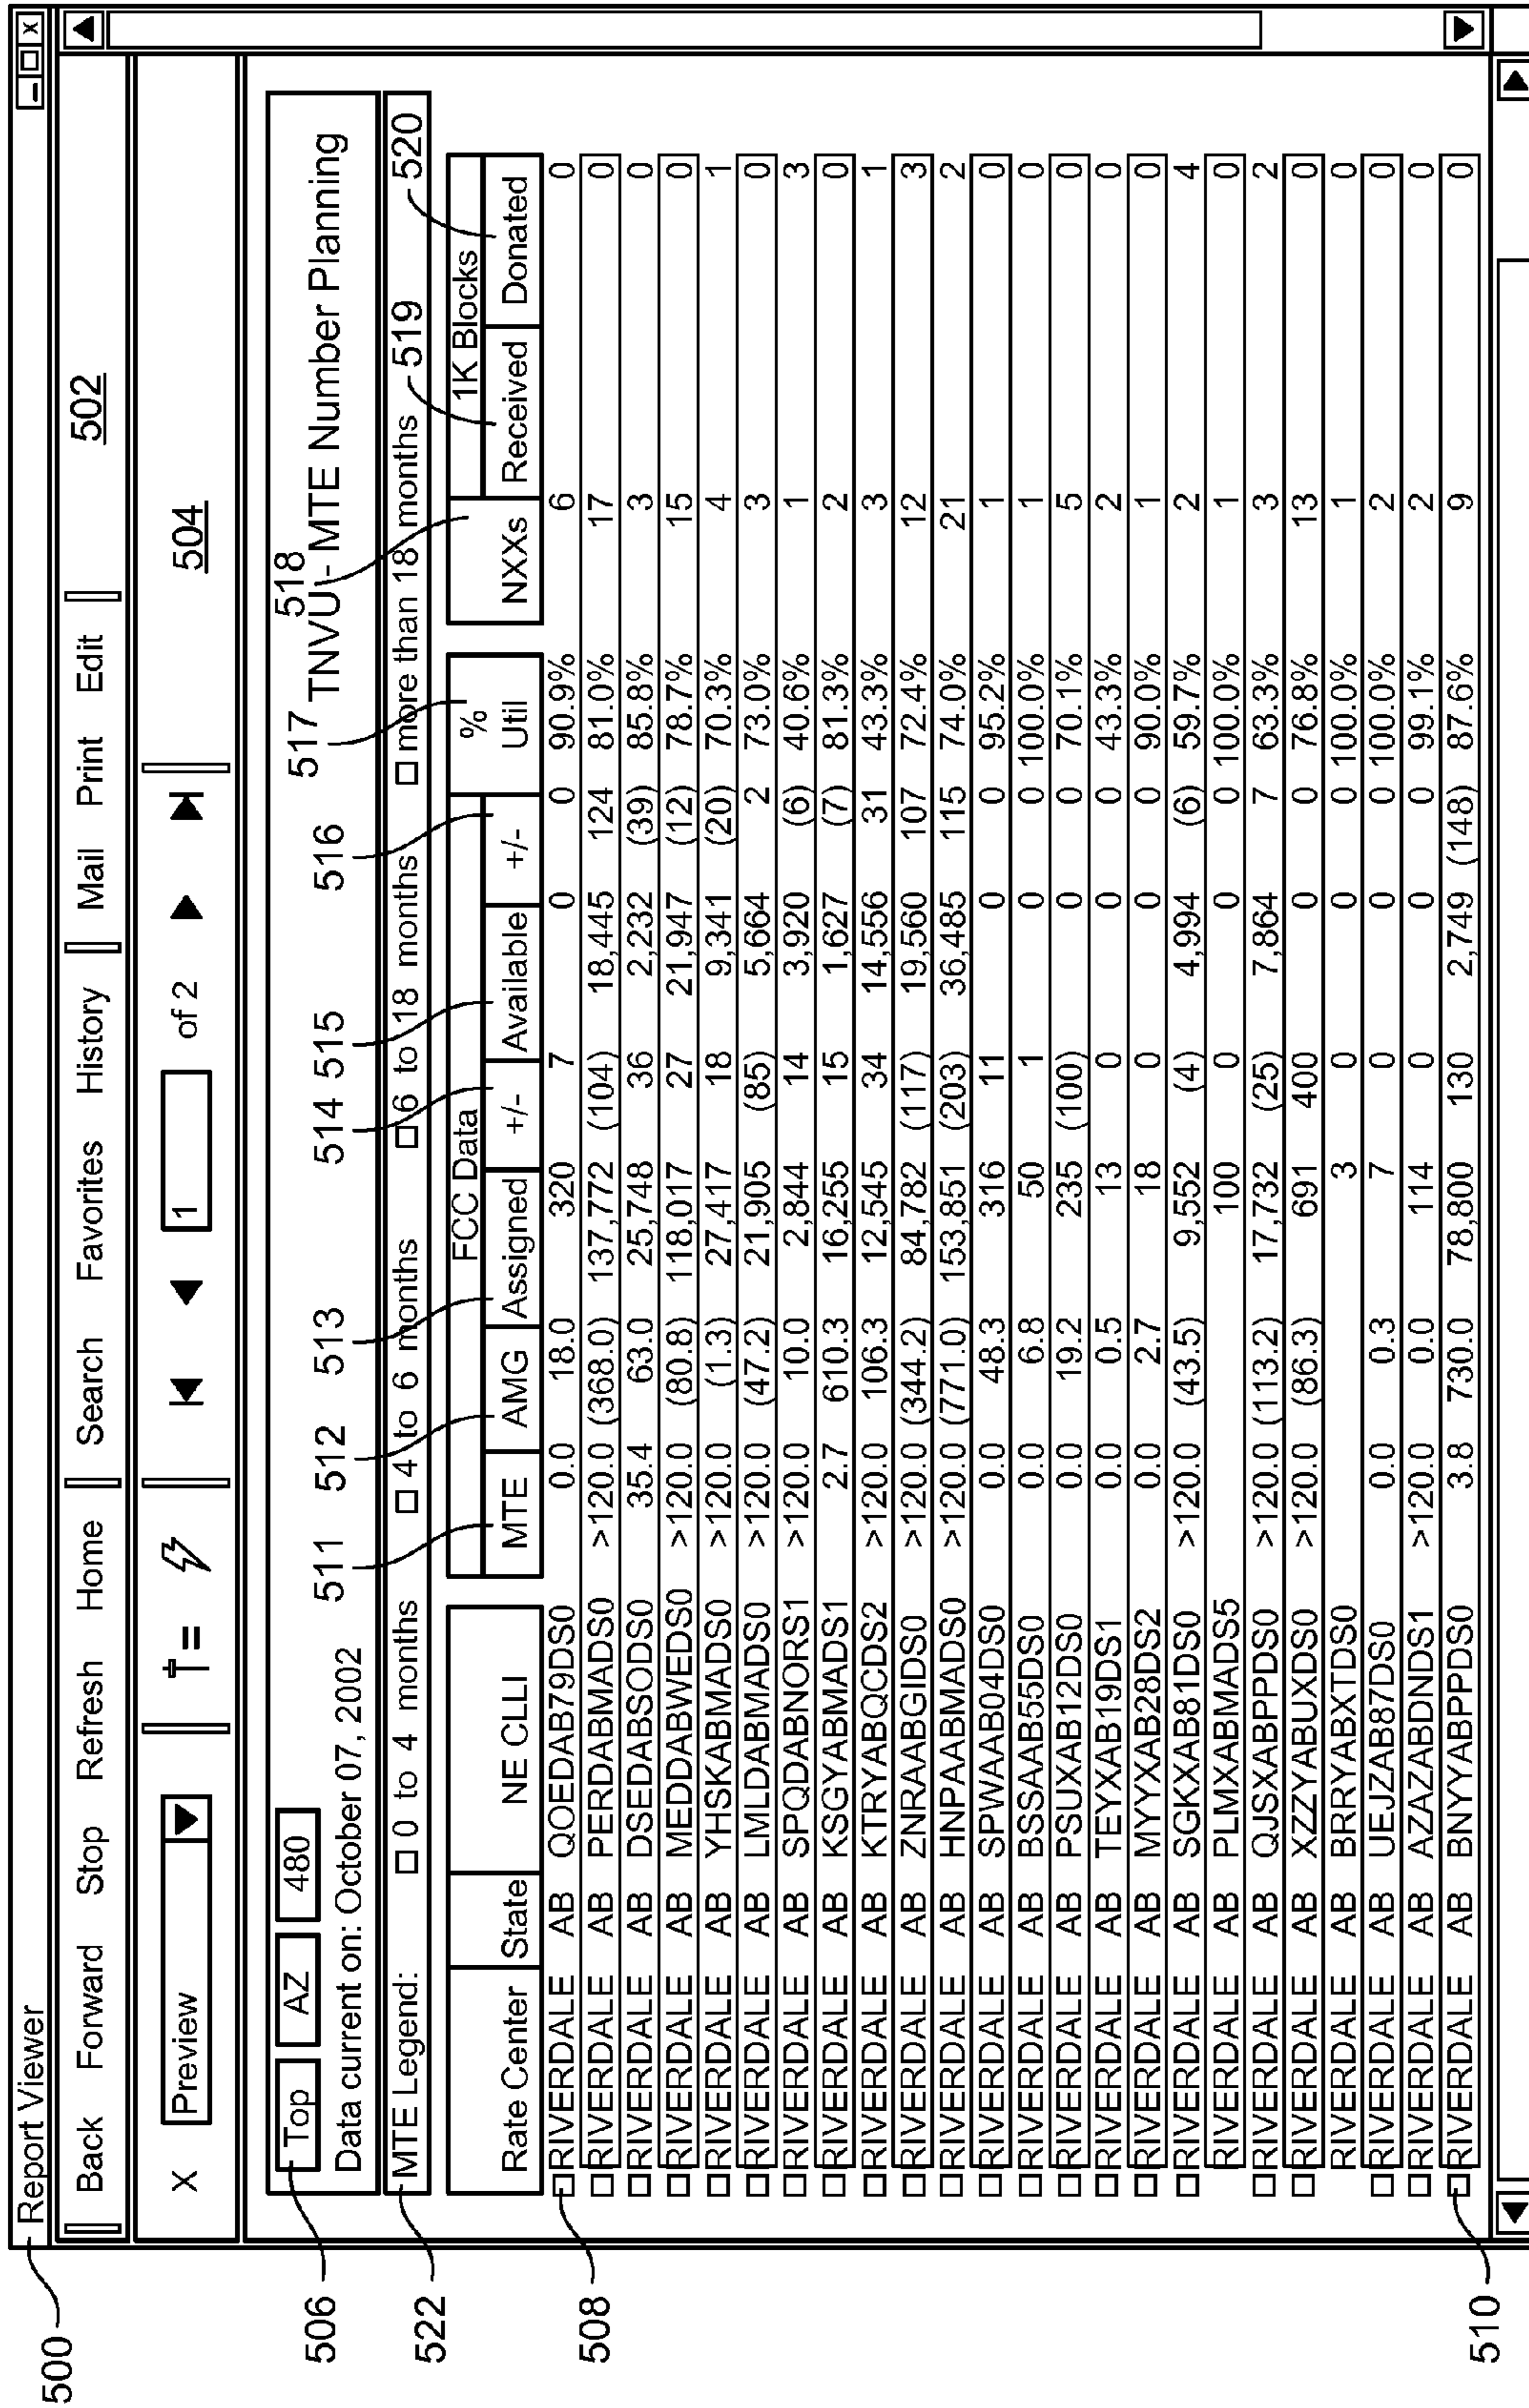 500
Report Viewer
Back Forward Stop Refresh Home Search Favorites History Mail Print Edit 502
X Preview 1 of 2 504
506 Top AZ 480
517 TNVU - MTE Number Planning 518
Data current on: October 07, 2002 511 512 513 514 515 516
522 MTE Legend: 0 to 4 months 4 to 6 months 6 to 18 months more than 18 months 519 520
FCC Data % 1K Blocks
Rate Center State NE CLLI MTE AMG Assigned +/- Available +/- Util NXXs Received Donated
508 RIVERDALE AB QOEDAB79DS0 0.0 18.0 320 7 0 0 90.9% 6 0
RIVERDALE AB PERDABMADS0 >120.0 (368.0) 137,772 (104) 18,445 124 81.0% 17 0
RIVERDALE AB DSEDABSODS0 35.4 63.0 25,748 36 2,232 (39) 85.8% 3 0
RIVERDALE AB MEDDABWEDS0 >120.0 (80.8) 118,017 27 21,947 (12) 78.7% 15 0
RIVERDALE AB YHSKABMADS0 >120.0 (1.3) 27,417 18 9,341 (20) 70.3% 4 1
RIVERDALE AB LMLDABMADS0 >120.0 (47.2) 21,905 (85) 5,664 2 73.0% 3 0
RIVERDALE AB SPQDABNORS1 >120.0 10.0 2,844 14 3,920 (6) 40.6% 1 3
RIVERDALE AB KSGYABMADS1 2.7 610.3 16,255 15 1,627 (7) 81.3% 2 0
RIVERDALE AB KTRYABQCDS2 >120.0 106.3 12,545 34 14,556 31 43.3% 3 1
RIVERDALE AB ZNRAABGIDS0 >120.0 (344.2) 84,782 (117) 19,560 107 72.4% 12 3
RIVERDALE AB HNPAABMADS0 >120.0 (771.0) 153,851 (203) 36,485 115 74.0% 21 2
RIVERDALE AB SPWAAB04DS0 0.0 48.3 316 11 0 0 95.2% 1 0
RIVERDALE AB BSSAAB55DS0 0.0 6.8 50 1 0 0 100.0% 1 0
RIVERDALE AB PSUXAB12DS0 0.0 19.2 235 (100) 0 0 70.1% 5 0
RIVERDALE AB TEYXAB19DS1 0.0 0.5 13 0 0 0 43.3% 2 0
RIVERDALE AB MYYXAB28DS2 0.0 2.7 18 0 0 0 90.0% 1 0
RIVERDALE AB SGKXAB81DS0 >120.0 (43.5) 9,552 (4) 4,994 (6) 59.7% 2 4
RIVERDALE AB PLMXABMADS5 100 0 0 100.0% 1 0
RIVERDALE AB QJSXABPPDS0 >120.0 (113.2) 17,732 (25) 7,864 7 63.3% 3 2
RIVERDALE AB XZZYABUXDS0 >120.0 (86.3) 691 400 0 0 76.8% 13 0
RIVERDALE AB BRRYABXTDS0 3 0 0 0 100.0% 1 0
RIVERDALE AB UEJZAB87DS0 0.0 0.3 7 0 0 0 100.0% 2 0
RIVERDALE AB AZAZABDNDS1 >120.0 0.0 114 0 0 0 99.1% 2 0
510 RIVERDALE AB BNYYABPPDS0 3.8 730.0 78,800 130 2,749 (148) 87.6% 9 0